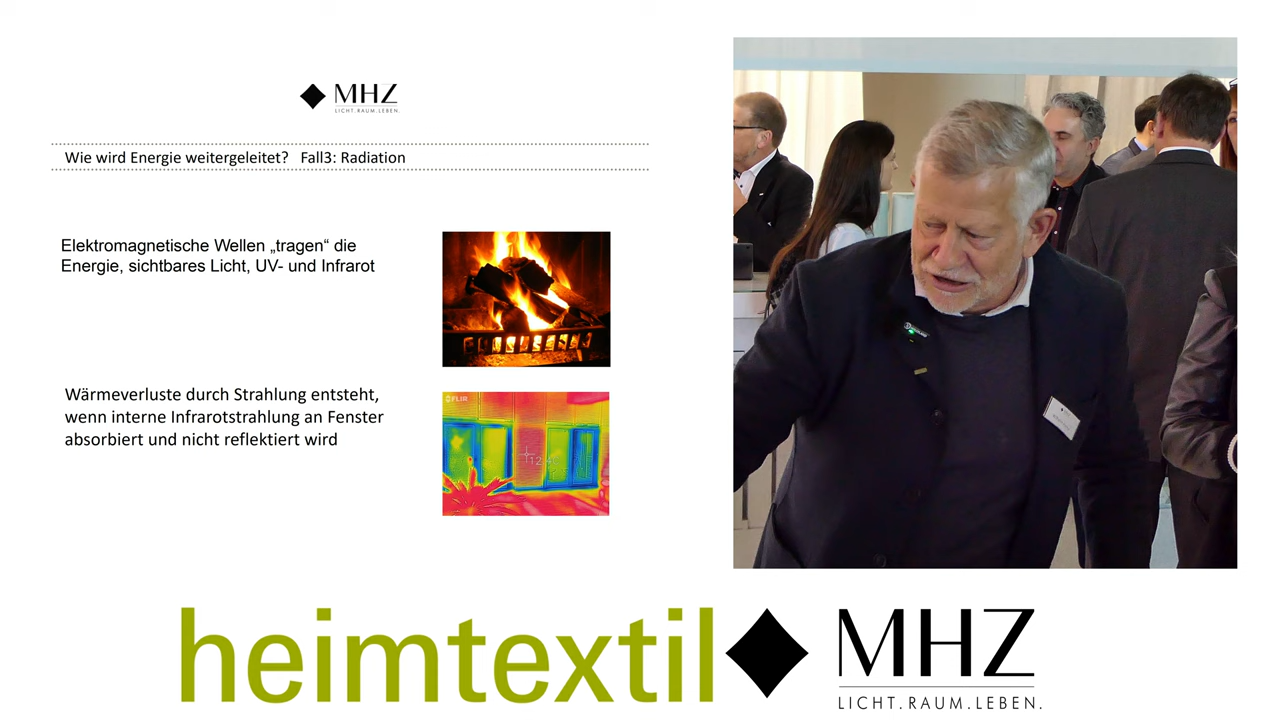 MHZ
LICHT.RAUM.LEBEN.
Wie wird Energie weitergeleitet? Fall3: Radiation
Elektromagnetische Wellen „tragen“ die
Energie, sichtbares Licht, UV- und Infrarot
Wärmeverluste durch Strahlung entsteht,
wenn interne Infrarotstrahlung an Fenster
absorbiert und nicht reflektiert wird
FLIR
12
heimtextil
MHZ
LICHT.RAUM.LEBEN.